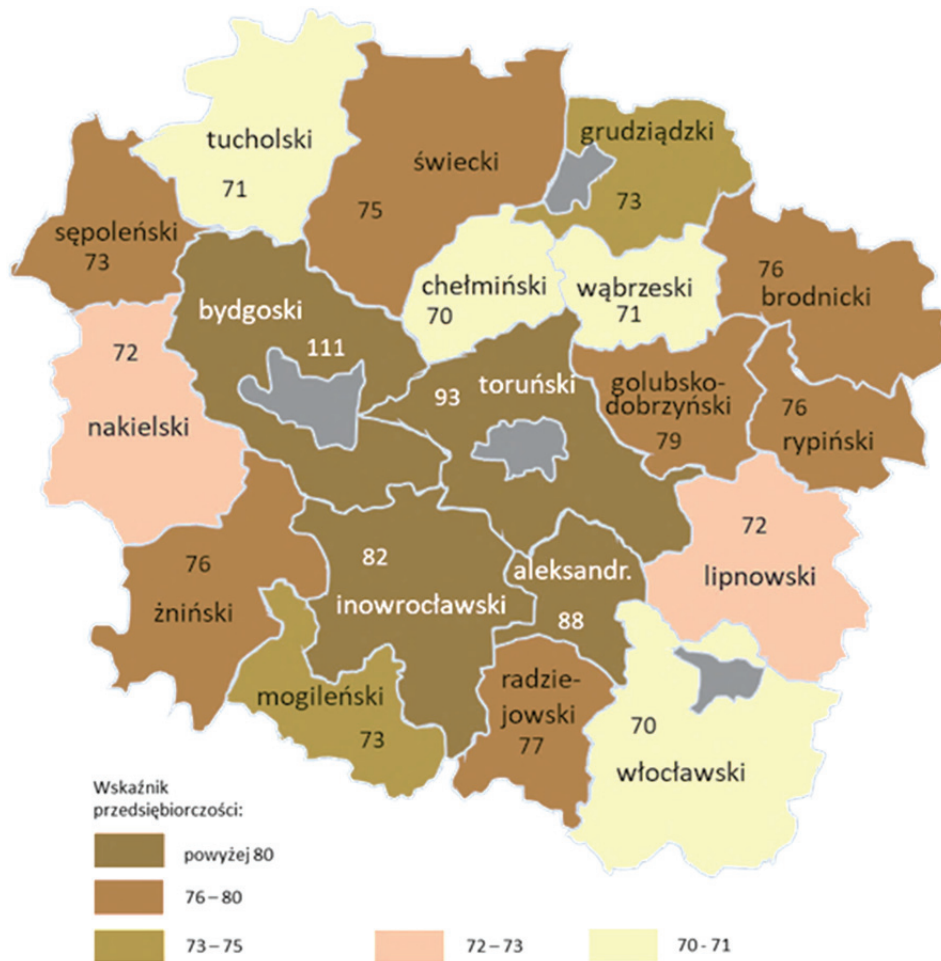 tucholski
71
świecki
75
grudziądzki
73
sępoleński
73
chełmiński
70
wąbrzeski
71
76
brodnicki
bydgoski
111
72
nakielski
93
toruński
golubsko-
dobrzyński
79
76
rypiński
76
żniński
82
inowrocławski
aleksandr.
88
72
lipnowski
mogileński
73
radzie-
jowski
77
70
włocławski
Wskaźnik
przedsiębiorczości:
powyżej 80
76 – 80
73 – 75
72 – 73
70 - 71